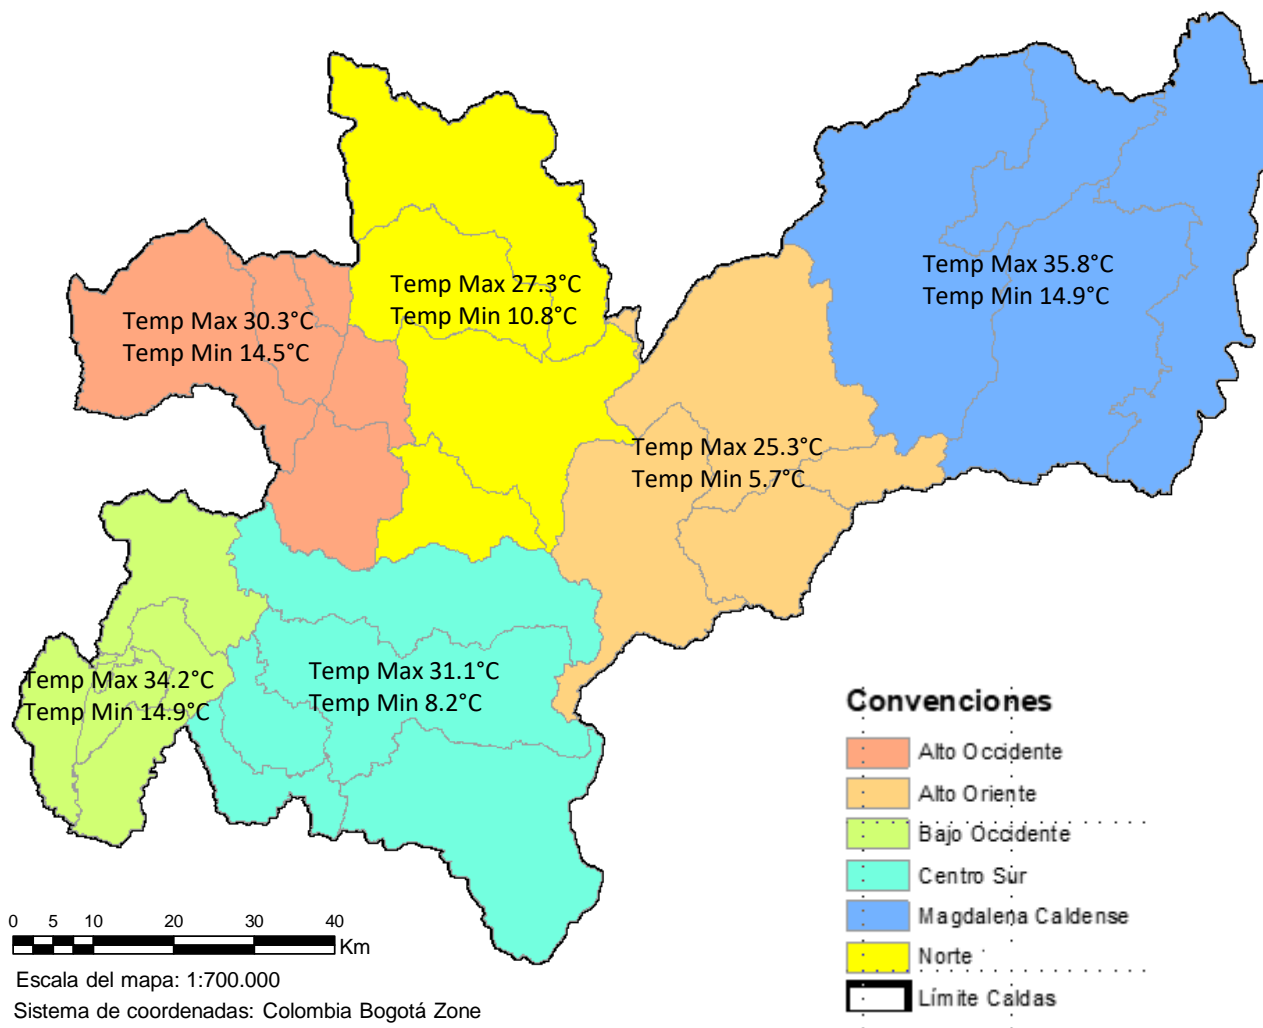 Temp Max 35.8°C
Temp Min 14.9°C
Temp Max 27.3°C
Temp Min 10.8°C
Temp Max 30.3°C
Temp Min 14.5°C
Temp Max 25.3°C
Temp Min 5.7°C
Temp Max 31.1°C
Temp Min 8.2°C
Temp Max 34.2°C
Temp Min 14.9°C
Convenciones
Alto Occidente
Alto Oriente
Bajo Occidente
Centro Sur
Magdalena Caldense
Norte
Límite Caldas
0 5 10 20 30 40
Km
Escala del mapa: 1:700.000
Sistema de coordenadas: Colombia Bogotá Zone